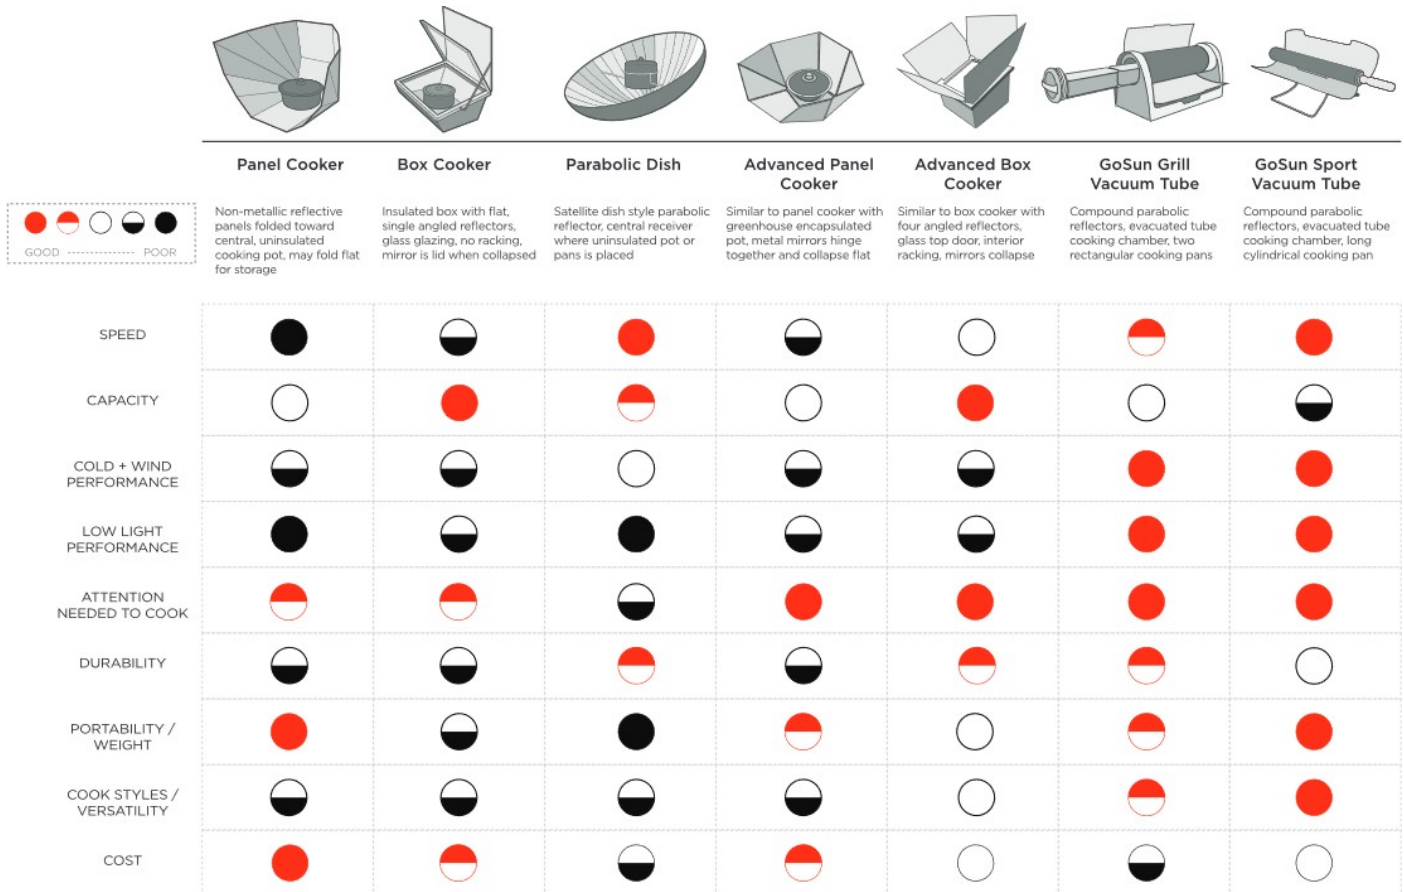 Panel Cooker
Box Cooker
Parabolic Dish
Advanced Panel
Cooker
Advanced Box
Cooker
GoSun Grill
Vacuum Tube
GoSun Sport
Vacuum Tube
GOOD
POOR
Non-metallic reflective
panels folded toward
central, uninsulated
cooking pot, may fold flat
for storage
Insulated box with flat,
single angled reflectors,
glass glazing, no racking,
mirror is lid when collapsed
Satellite dish style parabolic
reflector, central receiver
where uninsulated pot or
pans is placed
Similar to panel cooker with
greenhouse encapsulated
pot, metal mirrors hinge
together and collapse flat
Similar to box cooker with
four angled reflectors,
glass top door, interior
racking, mirrors collapse
Compound parabolic
reflectors, evacuated tube
cooking chamber, two
rectangular cooking pans
Compound parabolic
reflectors, evacuated tube
cooking chamber, long
cylindrical cooking pan
SPEED
CAPACITY
COLD + WIND
PERFORMANCE
LOW LIGHT
PERFORMANCE
ATTENTION
NEEDED TO COOK
DURABILITY
PORTABILITY /
WEIGHT
COOK STYLES /
VERSATILITY
COST